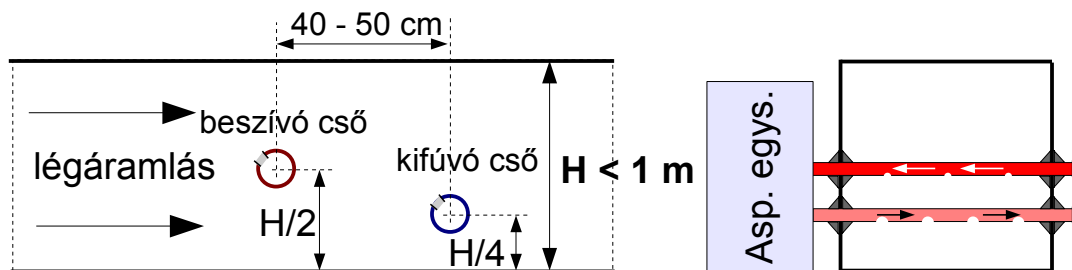 40 - 50 cm
beszívó cső
légáramlás
kifúvó cső
H < 1 m
H/2
H/4
Asp. egys.